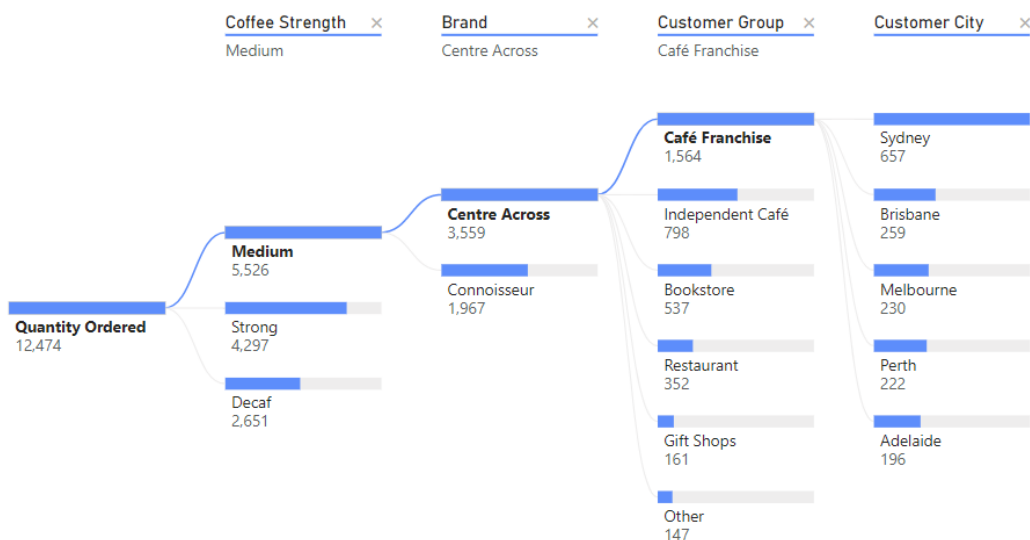 Coffee Strength ×
Medium
Brand ×
Centre Across
Customer Group ×
Café Franchise
Customer City ×
Quantity Ordered
12,474
Medium
5,526
Strong
4,297
Decaf
2,651
Centre Across
3,559
Connoisseur
1,967
Café Franchise
1,564
Independent Café
798
Bookstore
537
Restaurant
352
Gift Shops
161
Other
147
Sydney
657
Brisbane
259
Melbourne
230
Perth
222
Adelaide
196